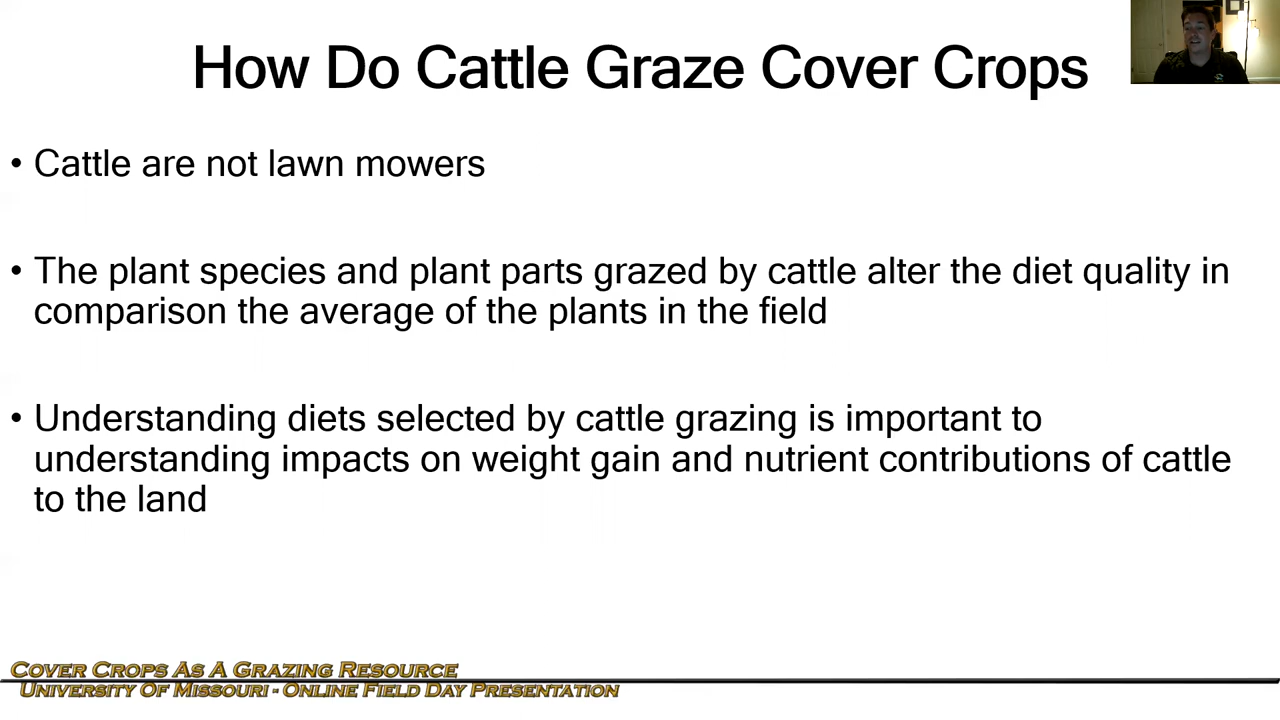 How Do Cattle Graze Cover Crops
• Cattle are not lawn mowers
• The plant species and plant parts grazed by cattle alter the diet quality in
comparison the average of the plants in the field
• Understanding diets selected by cattle grazing is important to
understanding impacts on weight gain and nutrient contributions of cattle
to the land
COVER CROPS AS A GRAZING RESOURCE
UNIVERSITY OF MISSOURI - ONLINE FIELD DAY PRESENTATION